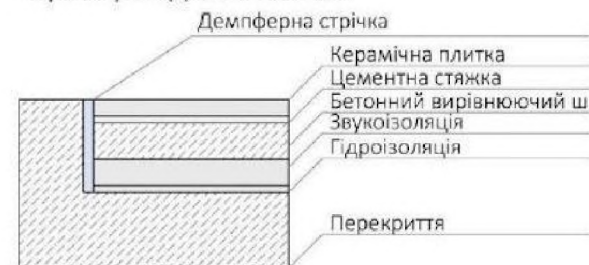 Демпферна стрічка
Керамічна плитка
Цементна стяжка
Бетонний вирівнюючий
Звукоізоляція
Гідроізоляція
Перекриття